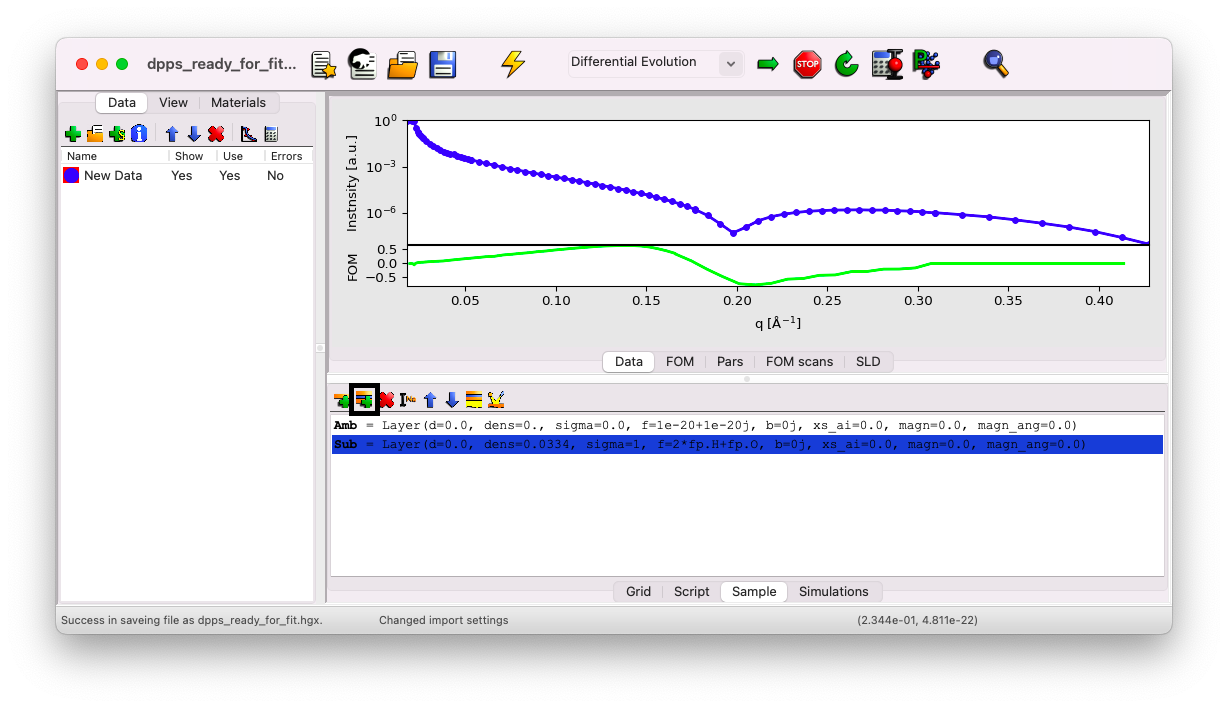 dpps_ready_for_fit...
Differential Evolution
STOP
Data
View
Materials
Name Show Use Errors
New Data Yes Yes No
Instnsity [a.u.]
10⁰
10⁻³
10⁻⁶
FOM
0.5
0.0
−0.5
0.05 0.10 0.15 0.20 0.25 0.30 0.35 0.40
q [Å⁻¹]
Data FOM Pars FOM scans SLD
Amb = Layer(d=0.0, dens=0., sigma=0.0, f=1e-20+1e-20j, b=0j, xs_ai=0.0, magn=0.0, magn_ang=0.0)
Sub = Layer(d=0.0, dens=0.0334, sigma=1, f=2*fp.H+fp.O, b=0j, xs_ai=0.0, magn=0.0, magn_ang=0.0)
Grid Script Sample Simulations
Success in saveing file as dpps_ready_for_fit.hgx. Changed import settings (2.344e-01, 4.811e-22)